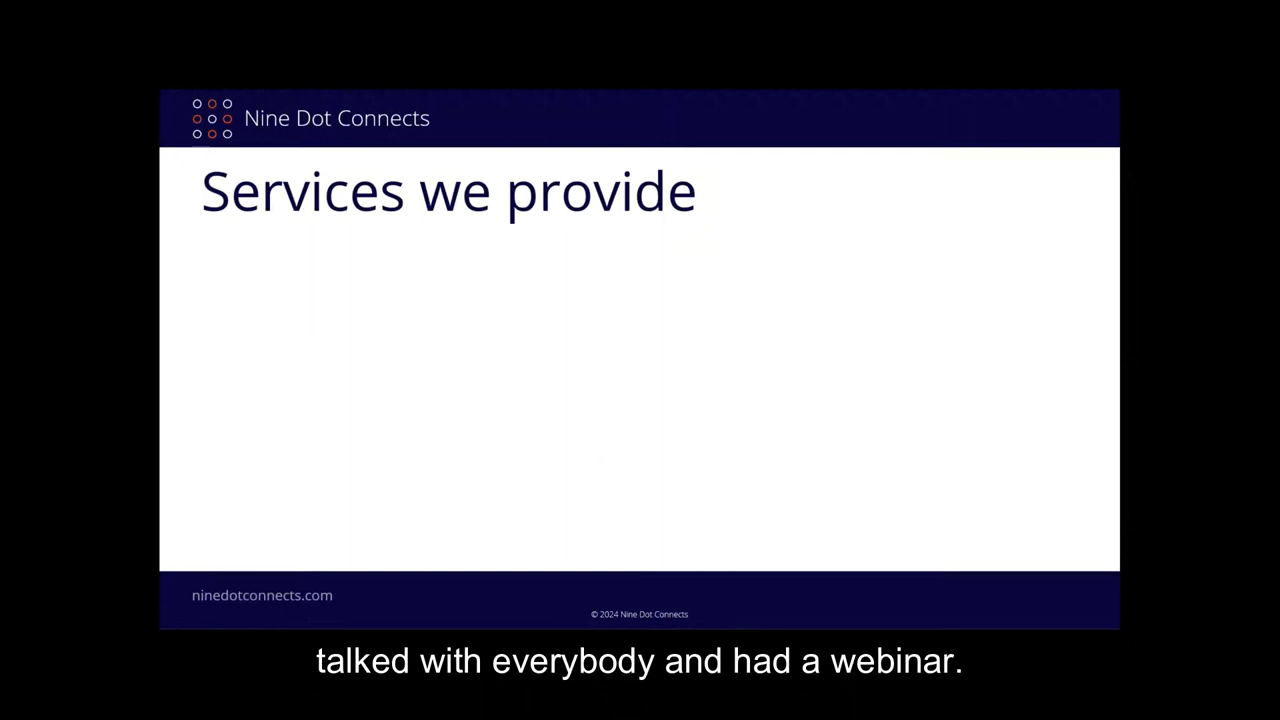 Nine Dot Connects
Services we provide
ninedotconnects.com
© 2024 Nine Dot Connects
talked with everybody and had a webinar.